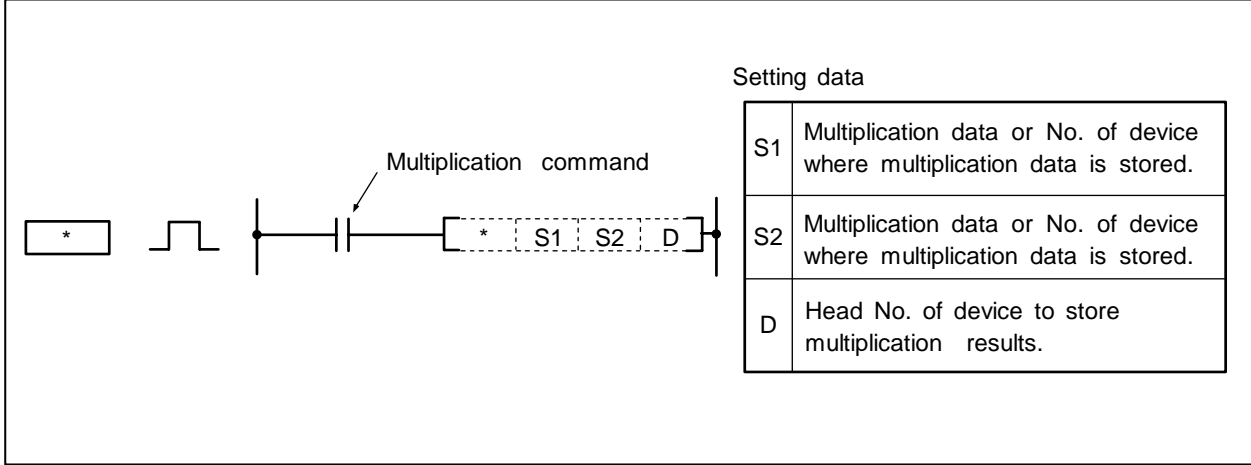 Setting data
Multiplication command
*
* S1 S2 D
S1 Multiplication data or No. of device
where multiplication data is stored.
S2 Multiplication data or No. of device
where multiplication data is stored.
D Head No. of device to store
multiplication results.